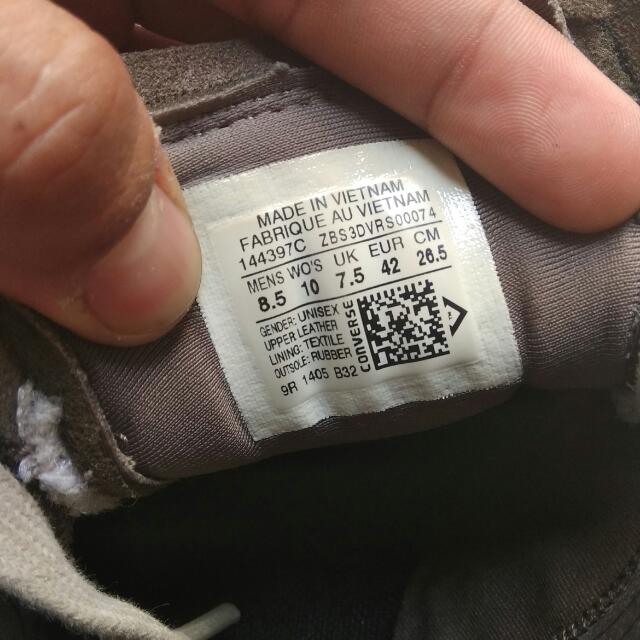 MADE IN VIETNAM
FABRIQUE AU VIETNAM
144397C ZBS3DVRS00074
MENS WO'S UK EUR CM
8.5 10 7.5 42 26.5
GENDER: UNISEX
UPPER: LEATHER
LINING: TEXTILE
OUTSOLE: RUBBER
9R 1405 B32
CONVERSE